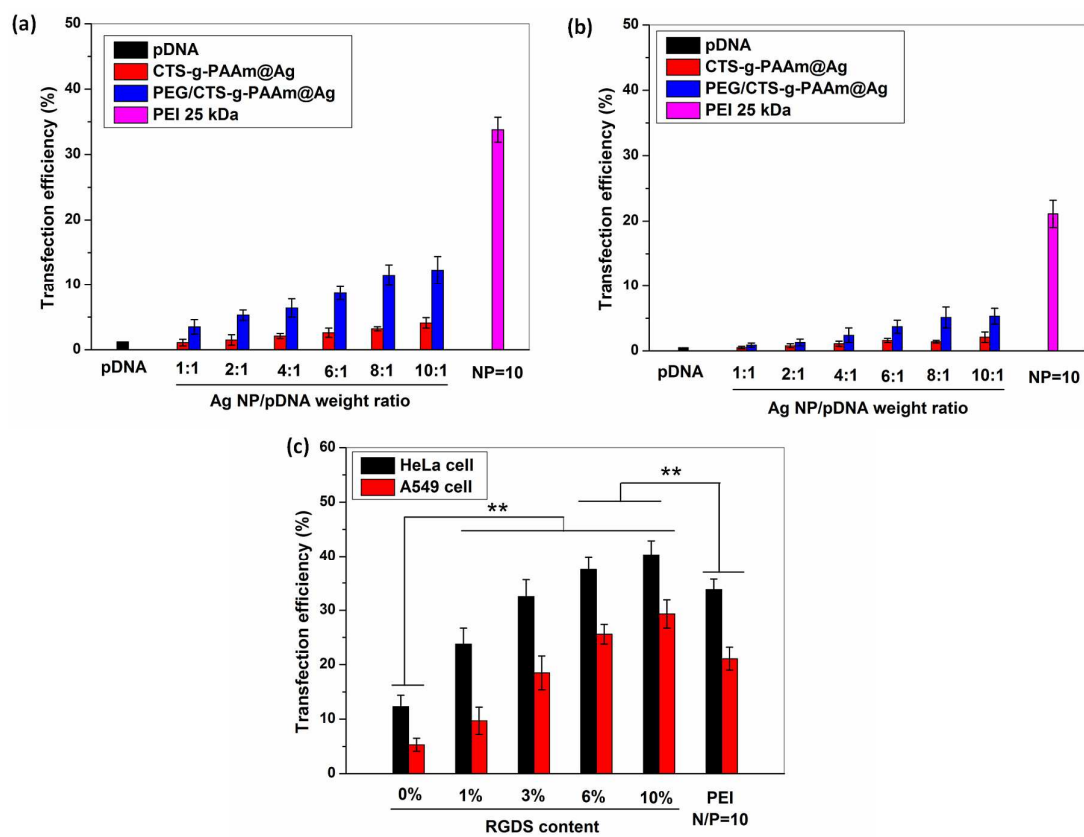 (a)
50
40
30
20
10
0
Transfection efficiency (%)
pDNA
CTS-g-PAAm@Ag
PEG/CTS-g-PAAm@Ag
PEI 25 kDa
pDNA 1:1 2:1 4:1 6:1 8:1 10:1 NP=10
Ag NP/pDNA weight ratio
(b)
50
40
30
20
10
0
Transfection efficiency (%)
pDNA
CTS-g-PAAm@Ag
PEG/CTS-g-PAAm@Ag
PEI 25 kDa
pDNA 1:1 2:1 4:1 6:1 8:1 10:1 NP=10
Ag NP/pDNA weight ratio
(c)
60
50
40
30
20
10
0
Transfection efficiency (%)
HeLa cell
A549 cell
**
**
0% 1% 3% 6% 10% PEI
N/P=10
RGDS content